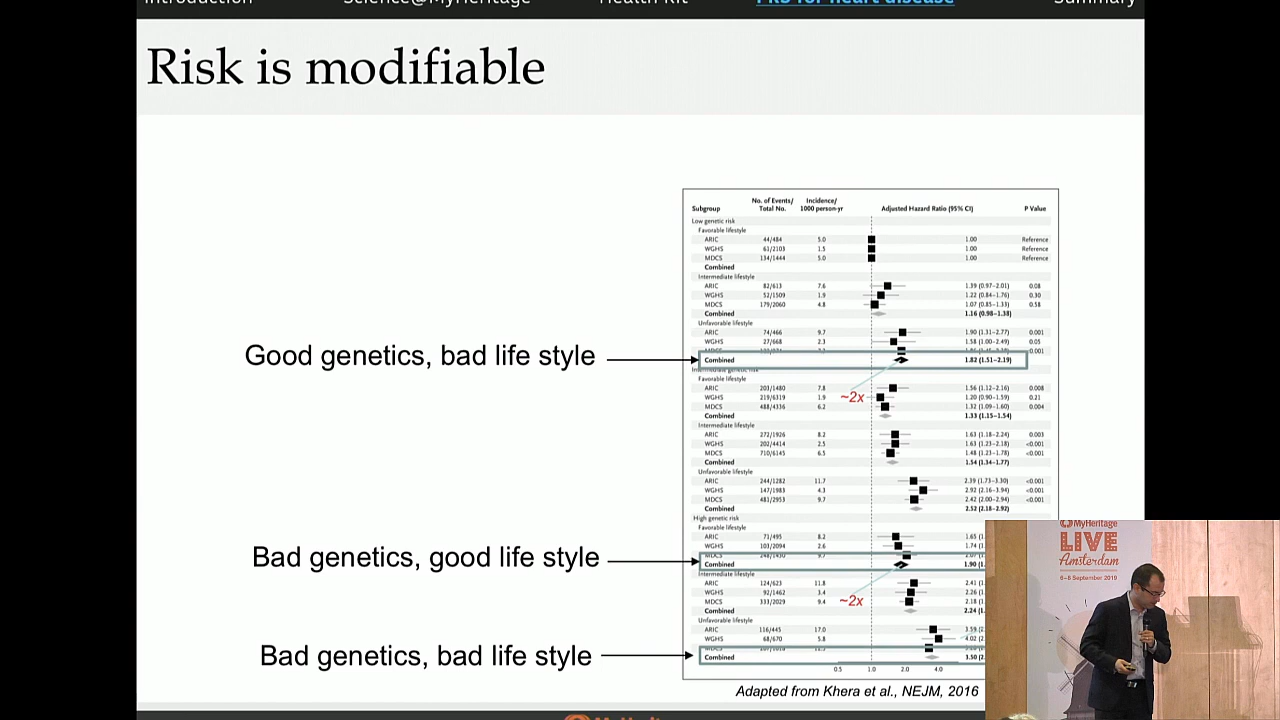 Introduction Science@MyHeritage Health Kit PRS for heart disease Summary
Risk is modifiable
Good genetics, bad life style
Bad genetics, good life style
Bad genetics, bad life style
Subgroup No. of Events/ Total No. Incidence/ 1000 person-yr Adjusted Hazard Ratio (95% CI) P Value
Low genetic risk
Favorable lifestyle
ARIC 44/484 5.0 1.00 Reference
WGHS 61/2103 1.5 1.00 Reference
MDCS 134/1444 5.0 1.00 Reference
Combined
Intermediate lifestyle
ARIC 82/613 7.6 1.39 (0.97–2.01) 0.08
WGHS 52/1509 1.9 1.22 (0.84–1.76) 0.30
MDCS 179/2060 4.8 1.07 (0.85–1.33) 0.58
Combined 1.16 (0.98–1.38)
Unfavorable lifestyle
ARIC 74/466 9.7 1.90 (1.31–2.77) 0.001
WGHS 27/668 2.3 1.58 (1.00–2.49) 0.05
<0.001
Combined 1.82 (1.51–2.19)
Intermediate genetic risk
Favorable lifestyle
ARIC 203/1480 7.8 1.56 (1.12–2.16) 0.008
~2x
WGHS 219/6319 1.9 1.20 (0.90–1.59) 0.21
MDCS 488/4336 6.2 1.32 (1.09–1.60) 0.004
Combined 1.33 (1.15–1.54)
Intermediate lifestyle
ARIC 272/1926 8.2 1.63 (1.18–2.24) 0.003
WGHS 202/4414 2.5 1.63 (1.23–2.18) <0.001
MDCS 710/6145 6.5 1.48 (1.23–1.78) <0.001
Combined 1.54 (1.34–1.77)
Unfavorable lifestyle
ARIC 244/1282 11.7 2.39 (1.73–3.30) <0.001
WGHS 147/1983 4.3 2.92 (2.16–3.94) <0.001
MDCS 481/2953 9.7 2.42 (2.00–2.94) <0.001
Combined 2.52 (2.18–2.92)
High genetic risk
Favorable lifestyle
ARIC 71/495 8.2 1.65 (1
WGHS 103/2094 2.6 1.74 (1
MDCS
Combined 1.90 (1
Intermediate lifestyle
ARIC 124/623 11.8 2.41 (1
WGHS 92/1462 3.4 2.26 (1
~2x
MDCS 333/2029 9.4 2.18 (1
Combined 2.24 (1
Unfavorable lifestyle
ARIC 116/445 17.0 3.59 (2
WGHS 68/670 5.8 4.02 (2
Combined 3.50 (2
0.5 1.0 2.0 4.0
Adapted from Khera et al., NEJM, 2016
MyHeritage
MyHeritage
LIVE
Amsterdam
6–8 September 2019